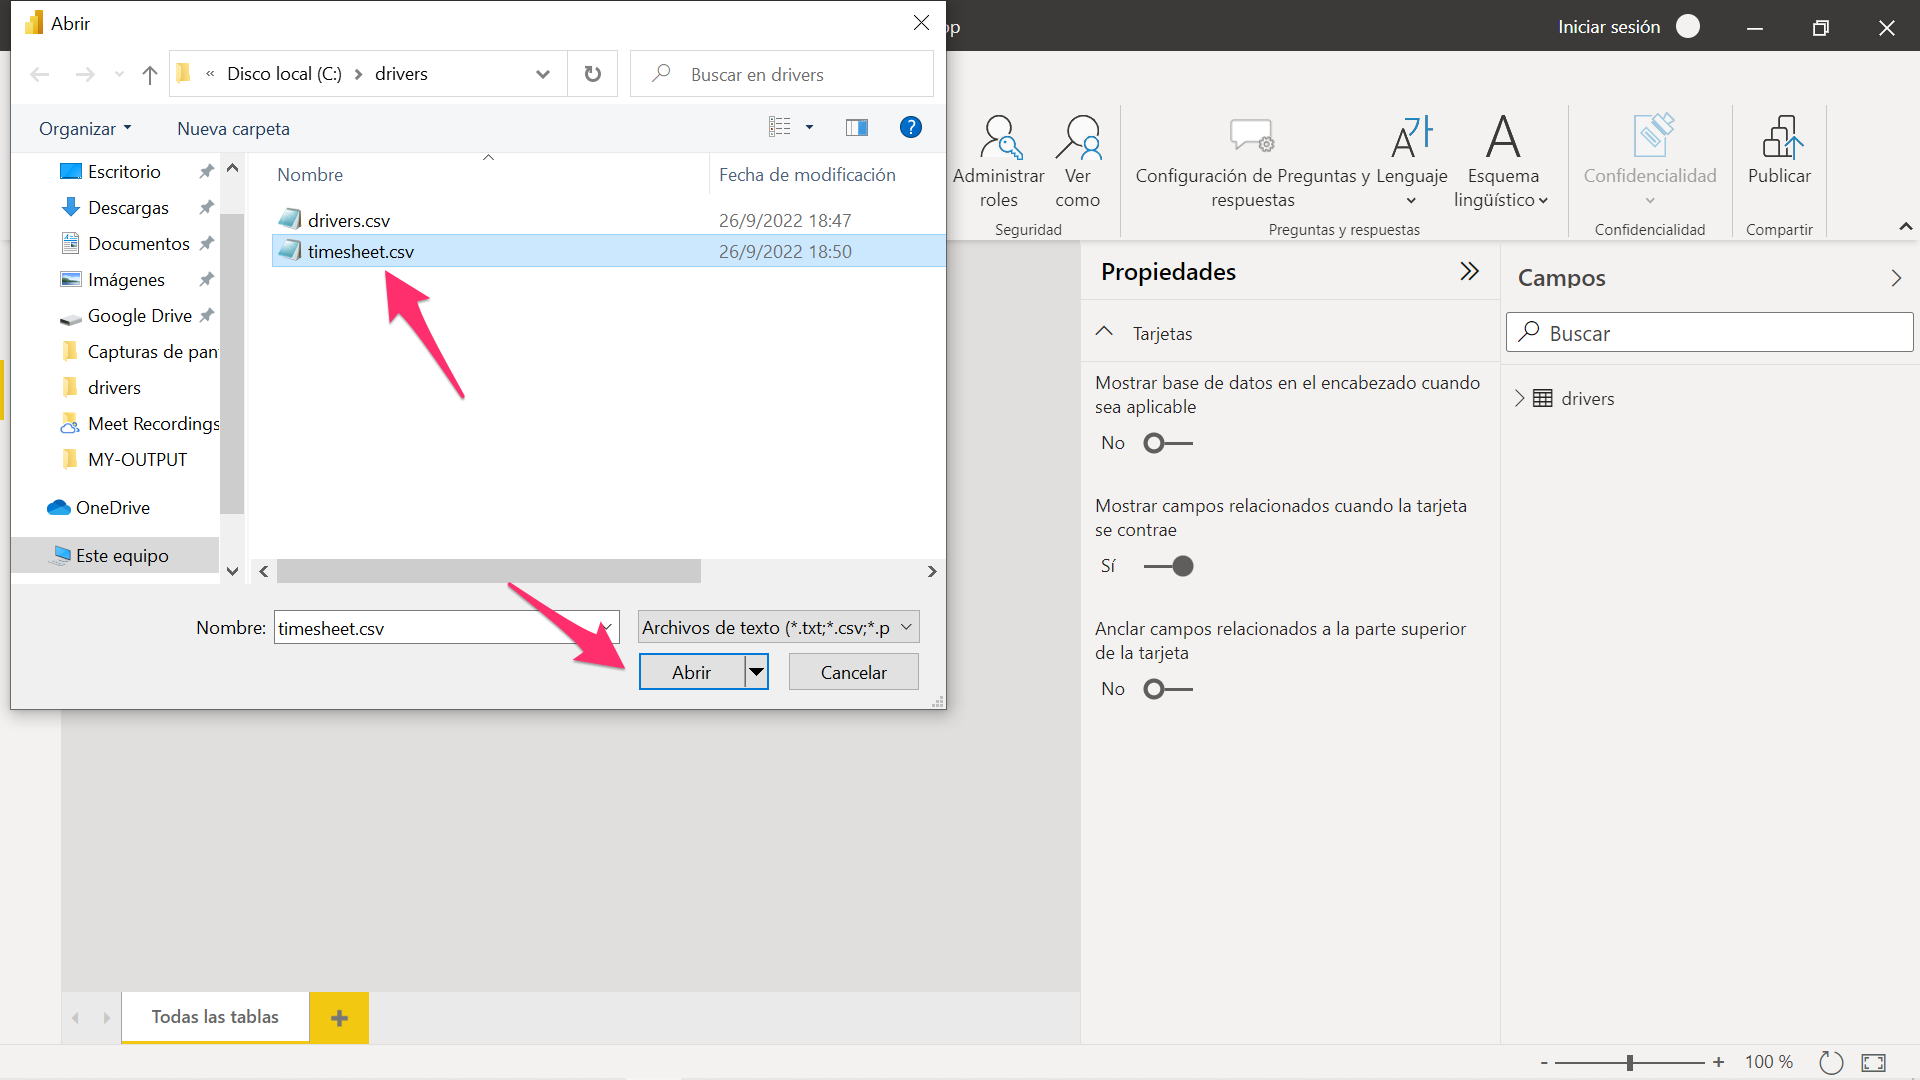 Abrir
op
Iniciar sesión
« Disco local (C:) > drivers
Buscar en drivers
Organizar
Nueva carpeta
?
Escritorio
Descargas
Documentos
Imágenes
Google Drive
Capturas de pan
drivers
Meet Recordings
MY-OUTPUT
OneDrive
Este equipo
Nombre
Fecha de modificación
drivers.csv
26/9/2022 18:47
timesheet.csv
26/9/2022 18:50
Nombre:
timesheet.csv
Archivos de texto (*.txt;*.csv;*.p
Abrir
Cancelar
Administrar
roles
Ver
como
Seguridad
Configuración de Preguntas y
respuestas
Lenguaje
Esquema
lingüístico
Preguntas y respuestas
Confidencialidad
Confidencialidad
Publicar
Compartir
Propiedades
Tarjetas
Mostrar base de datos en el encabezado cuando
sea aplicable
No
Mostrar campos relacionados cuando la tarjeta
se contrae
Sí
Anclar campos relacionados a la parte superior
de la tarjeta
No
Campos
Buscar
drivers
Todas las tablas
+
- + 100 %